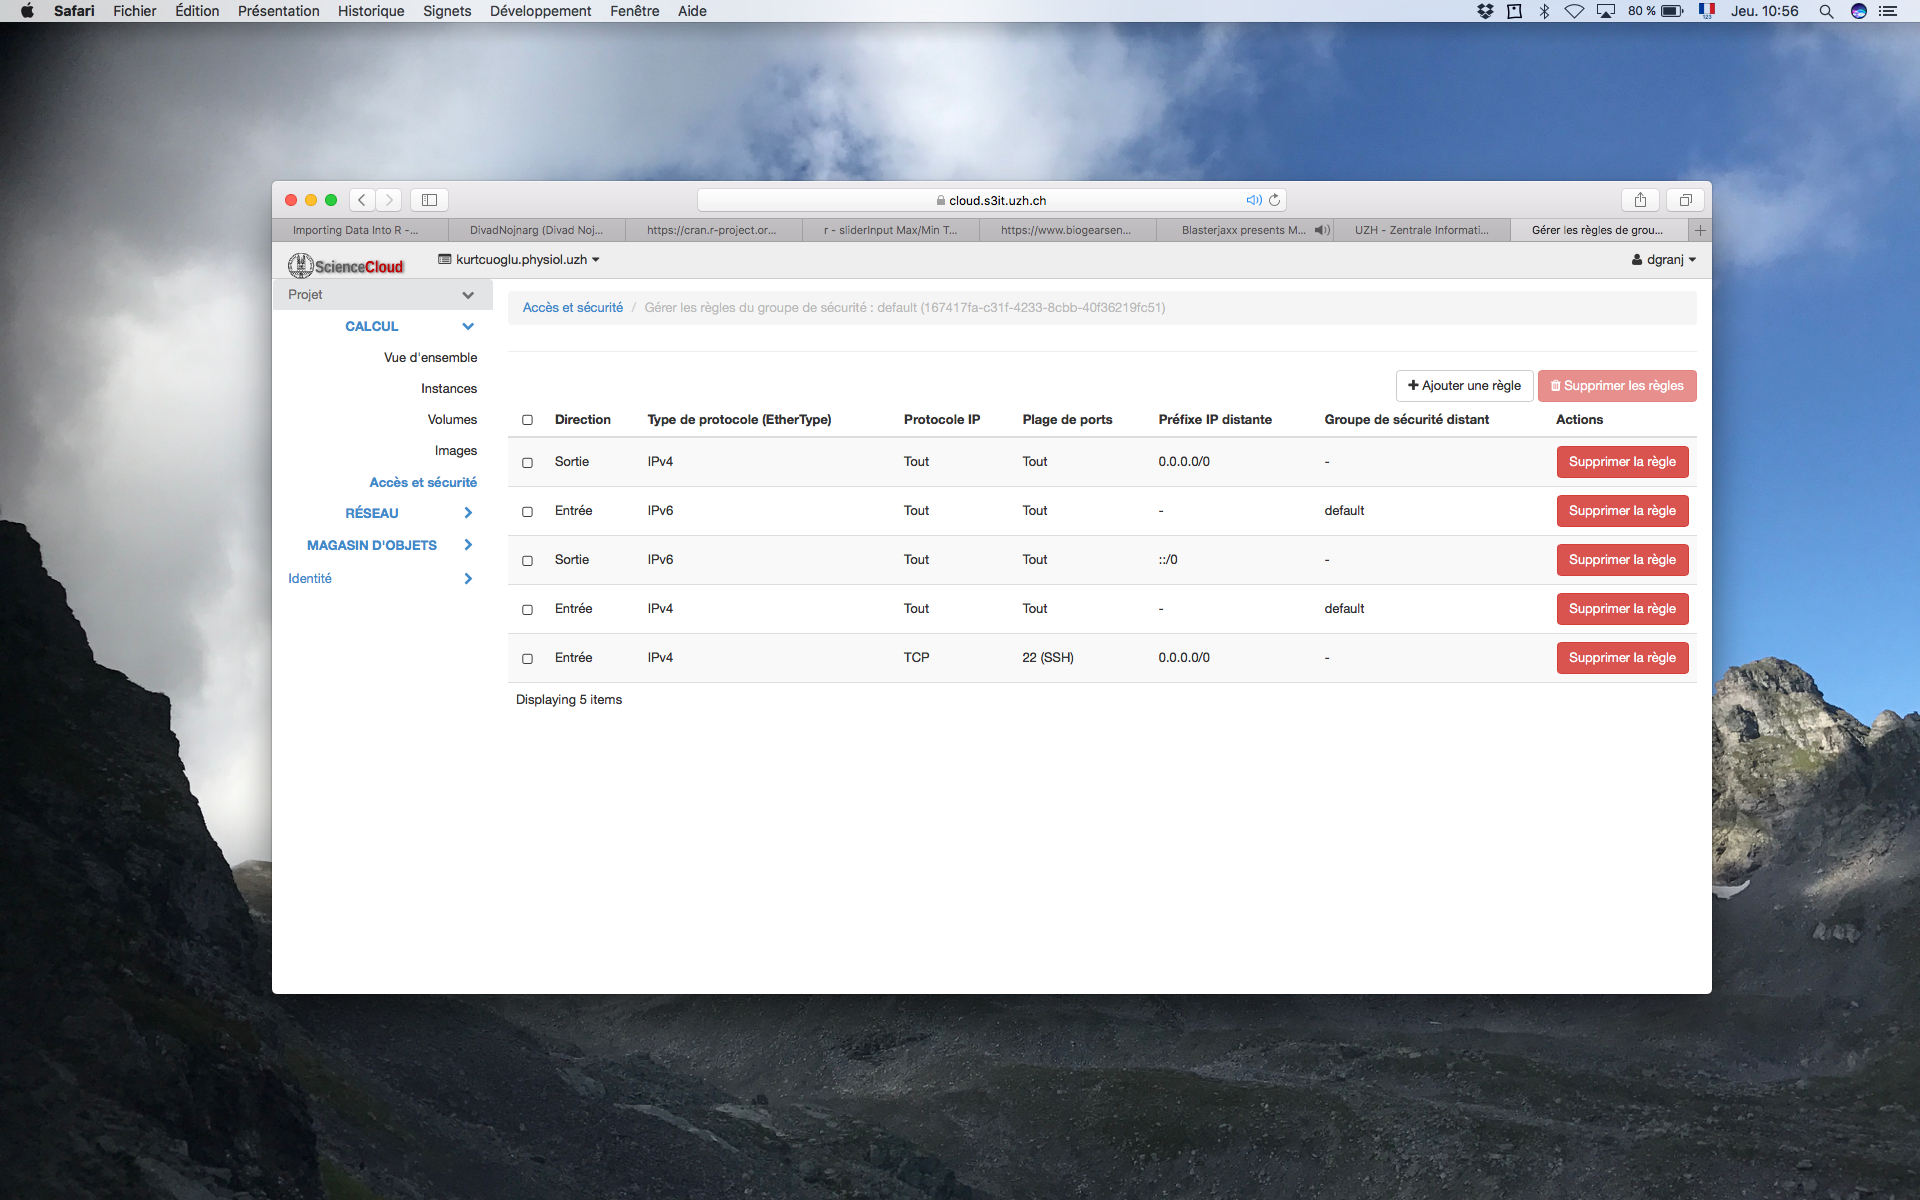 Safari Fichier Édition Présentation Historique Signets Développement Fenêtre Aide 80 % 123 Jeu. 10:56
cloud.s3it.uzh.ch
Importing Data Into R -... DivadNojnarg (Divad Noj... https://cran.r-project.or... r - sliderInput Max/Min T... https://www.biogearsen... Blasterjaxx presents M... UZH - Zentrale Informati... Gérer les règles de grou...
ScienceCloud kurtcuoglu.physiol.uzh dgranj
Projet
CALCUL
Vue d'ensemble
Instances
Volumes
Images
Accès et sécurité
RÉSEAU
MAGASIN D'OBJETS
Identité
Accès et sécurité / Gérer les règles du groupe de sécurité : default (167417fa-c31f-4233-8cbb-40f36219fc51)
Ajouter une règle Supprimer les règles
Direction Type de protocole (EtherType) Protocole IP Plage de ports Préfixe IP distante Groupe de sécurité distant Actions
Sortie IPv4 Tout Tout 0.0.0.0/0 - Supprimer la règle
Entrée IPv6 Tout Tout - default Supprimer la règle
Sortie IPv6 Tout Tout ::/0 - Supprimer la règle
Entrée IPv4 Tout Tout - default Supprimer la règle
Entrée IPv4 TCP 22 (SSH) 0.0.0.0/0 - Supprimer la règle
Displaying 5 items